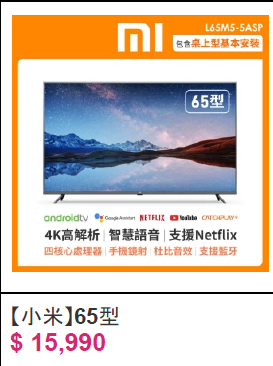 mi
L65M5-5ASP
包含桌上型基本安裝
65型
androidtv Google Assistant NETFLIX YouTube CATCHPLAY+
4K高解析|智慧語音|支援Netflix
四核心處理器|手機鏡射|杜比音效|支援藍牙
【小米】65型
$ 15,990